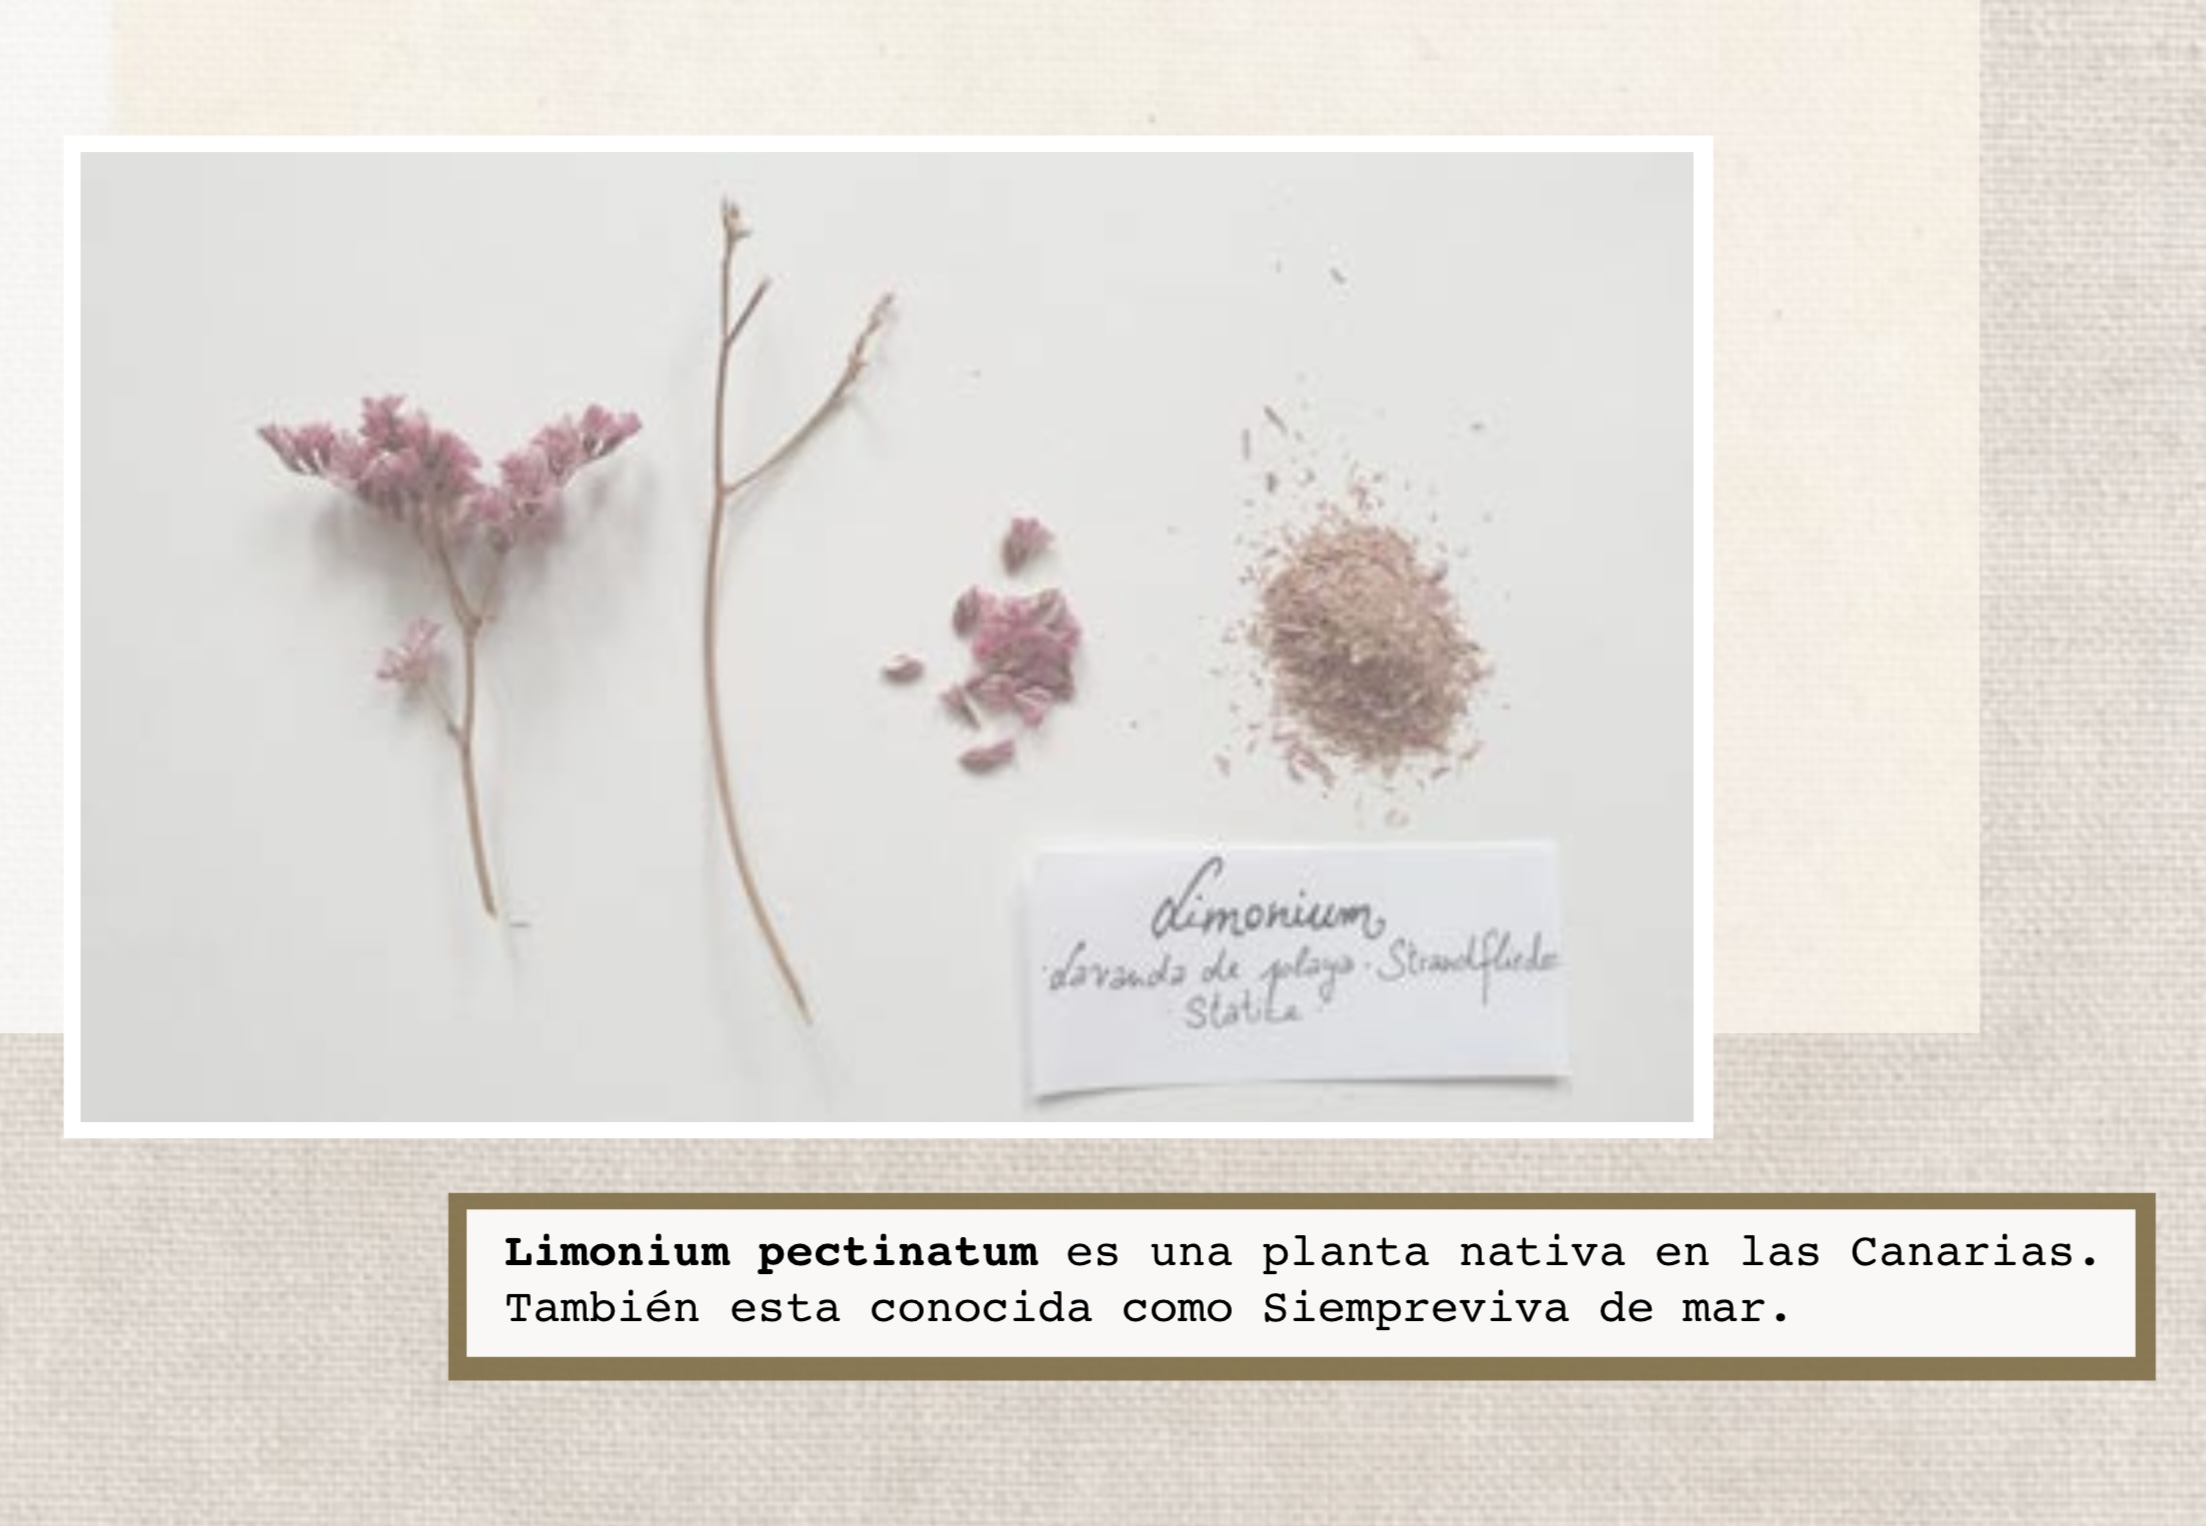 Limonium
Lavanda de playa · Strandflieder
Statice
Limonium pectinatum es una planta nativa en las Canarias.
También esta conocida como Siempreviva de mar.